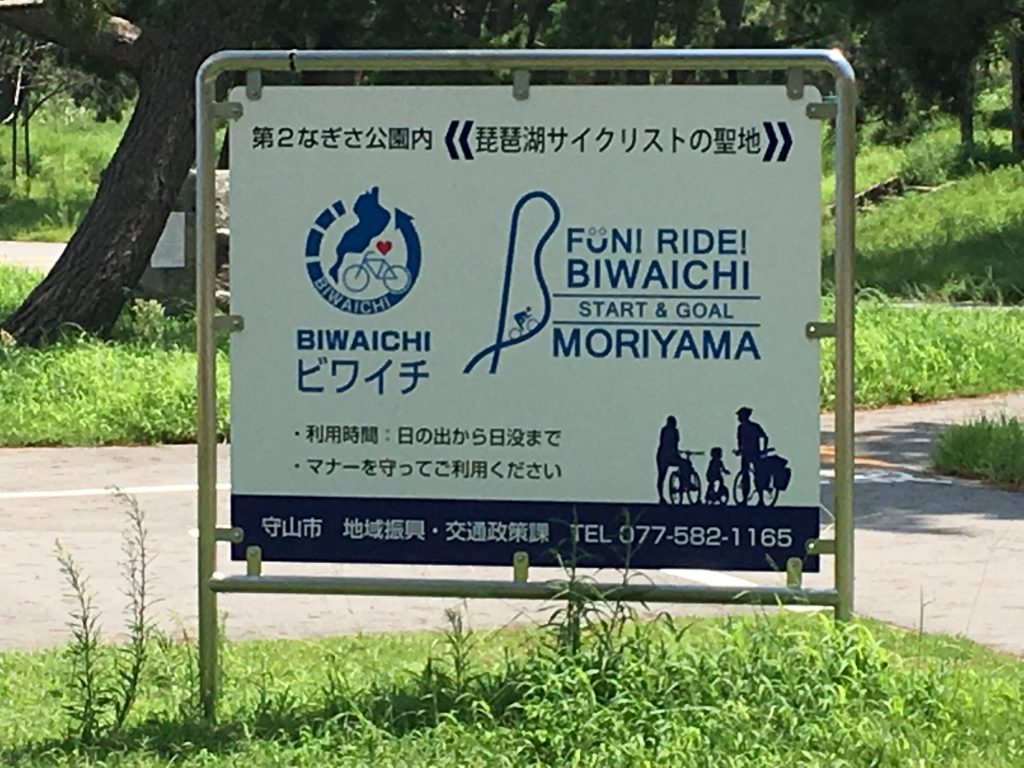 第2なぎさ公園内 《琵琶湖サイクリストの聖地》
BIWAICHI
BIWAICHI
ビワイチ
FUN! RIDE!
BIWAICHI
START & GOAL
MORIYAMA
・利用時間：日の出から日没まで
・マナーを守ってご利用ください
守山市 地域振興・交通政策課 TEL 077-582-1165